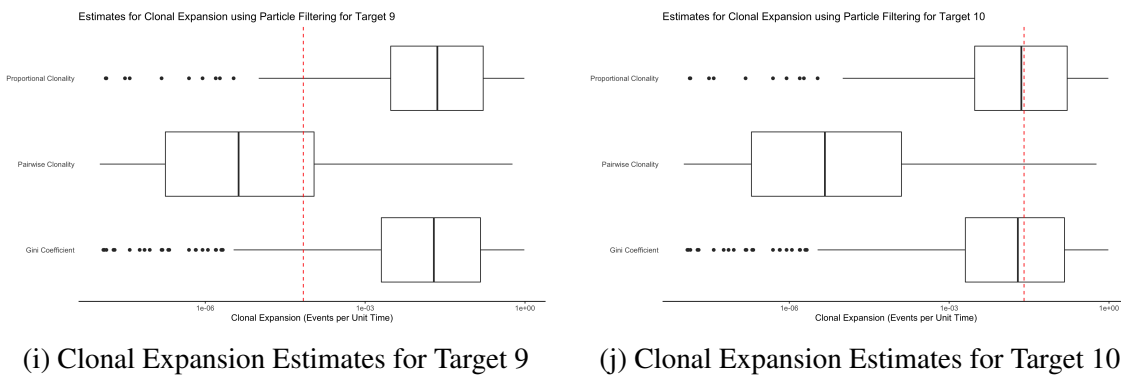 Estimates for Clonal Expansion using Particle Filtering for Target 9
Proportional Clonality
Pairwise Clonality
Gini Coefficient
1e-06 1e-03 1e+00
Clonal Expansion (Events per Unit Time)
(i) Clonal Expansion Estimates for Target 9
Estimates for Clonal Expansion using Particle Filtering for Target 10
Proportional Clonality
Pairwise Clonality
Gini Coefficient
1e-06 1e-03 1e+00
Clonal Expansion (Events per Unit Time)
(j) Clonal Expansion Estimates for Target 10